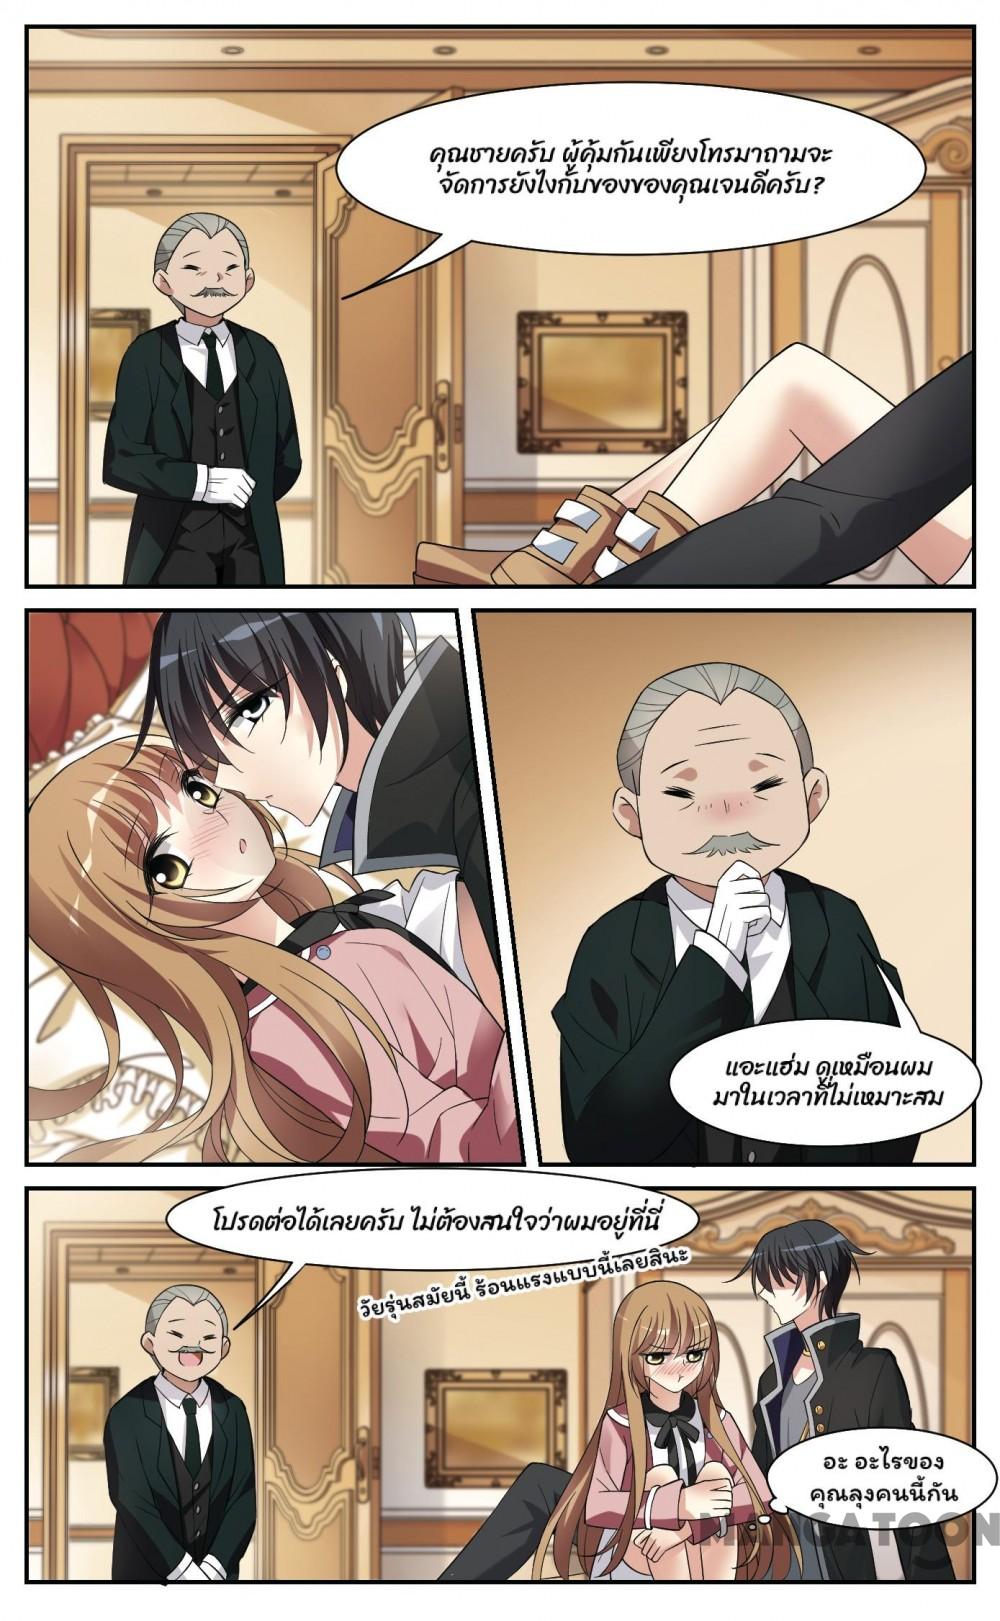 คุณชายครับ ผู้คุ้มกันเพียงโทรมาถามจะ
จัดการยังไงกับของของคุณเจนดีครับ?
แอะแฮ่ม ดูเหมือนผม
มาในเวลาที่ไม่เหมาะสม
โปรดต่อได้เลยครับ ไม่ต้องสนใจว่าผมอยู่ที่นี่
วัยรุ่นสมัยนี้ ร้อนแรงแบบนี้เลยสินะ
อะ อะไรของ
คุณลุงคนนี้กัน
MANGATOON